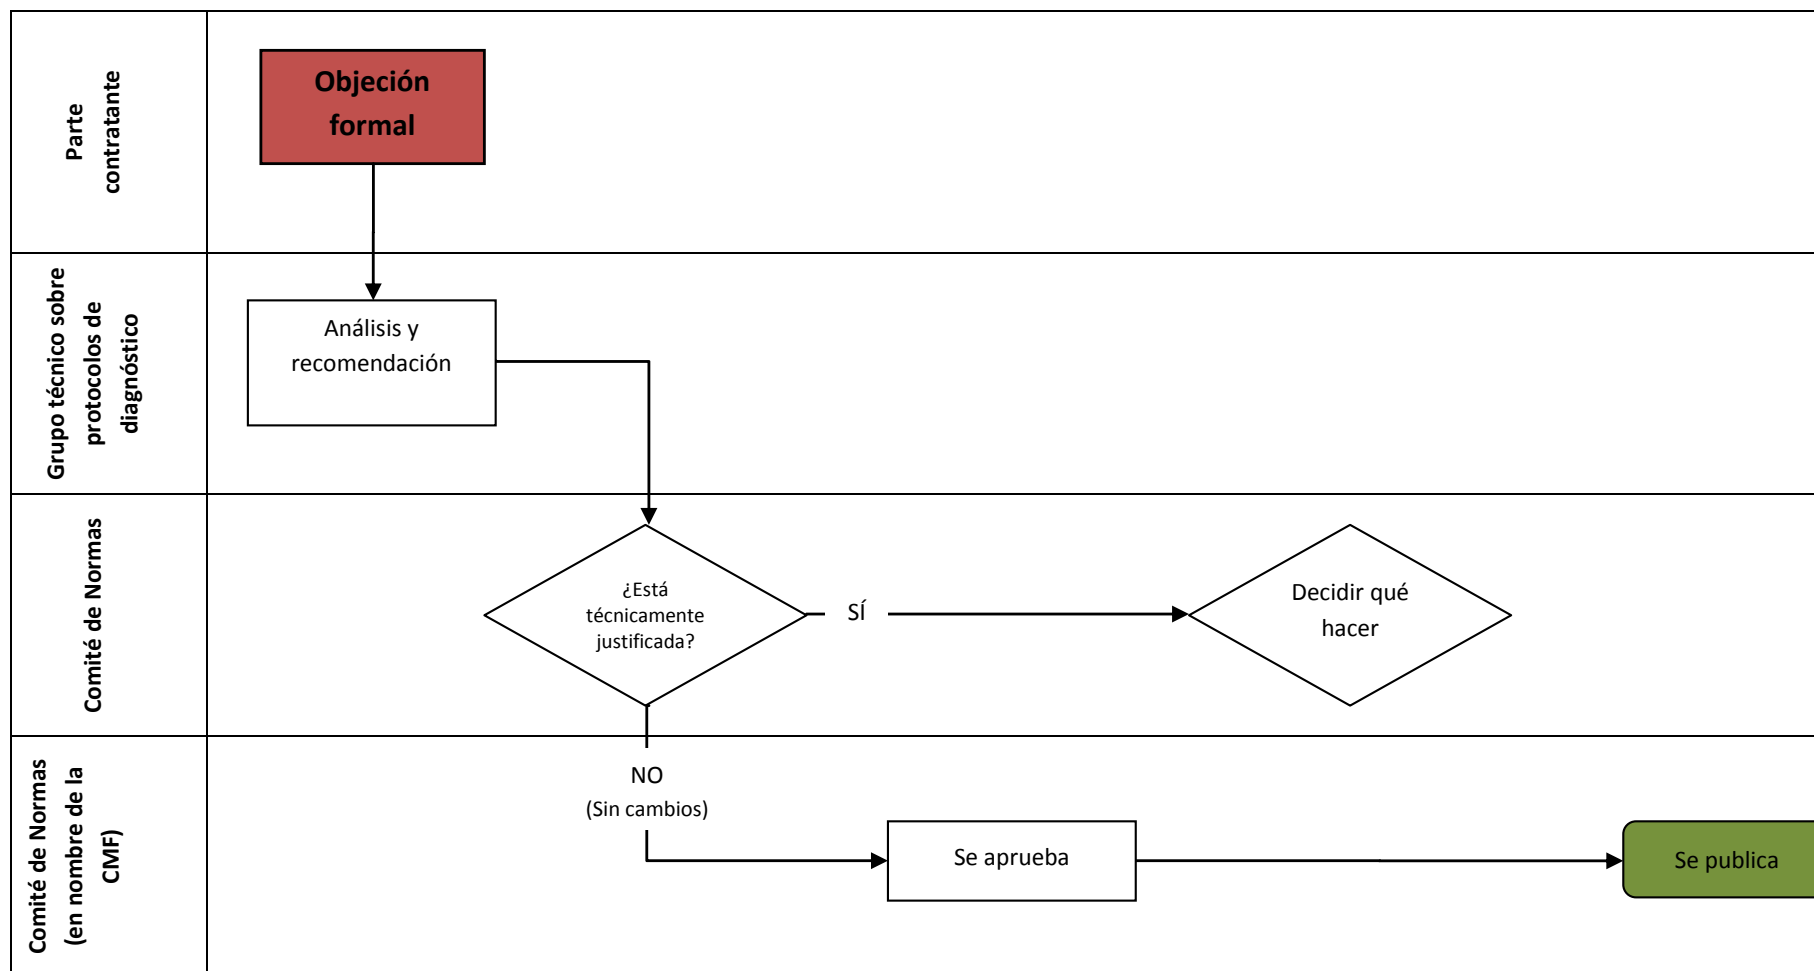 Parte
contratante
Objeción
formal
Grupo técnico sobre
protocolos de
diagnóstico
Análisis y
recomendación
Comité de Normas
¿Está
técnicamente
justificada?
SÍ
Decidir qué
hacer
Comité de Normas
(en nombre de la
CMF)
NO
(Sin cambios)
Se aprueba
Se publica